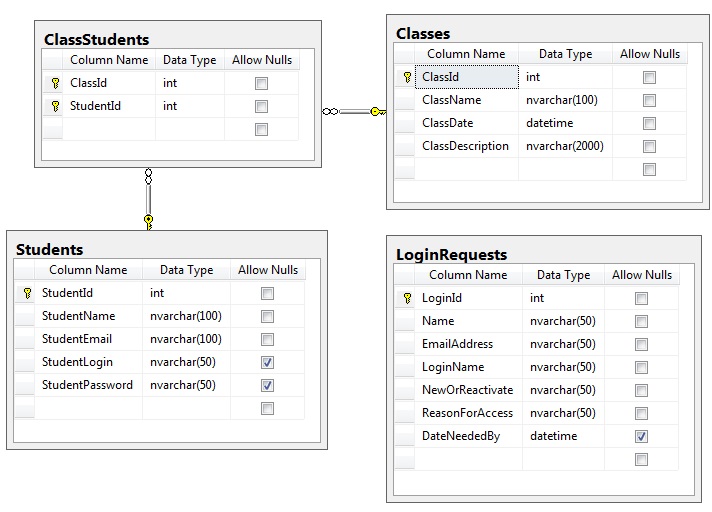 ClassStudents
Column Name Data Type Allow Nulls
ClassId int
StudentId int
Classes
Column Name Data Type Allow Nulls
ClassId int
ClassName nvarchar(100)
ClassDate datetime
ClassDescription nvarchar(2000)
Students
Column Name Data Type Allow Nulls
StudentId int
StudentName nvarchar(100)
StudentEmail nvarchar(100)
StudentLogin nvarchar(50)
StudentPassword nvarchar(50)
LoginRequests
Column Name Data Type Allow Nulls
LoginId int
Name nvarchar(50)
EmailAddress nvarchar(50)
LoginName nvarchar(50)
NewOrReactivate nvarchar(50)
ReasonForAccess nvarchar(50)
DateNeededBy datetime